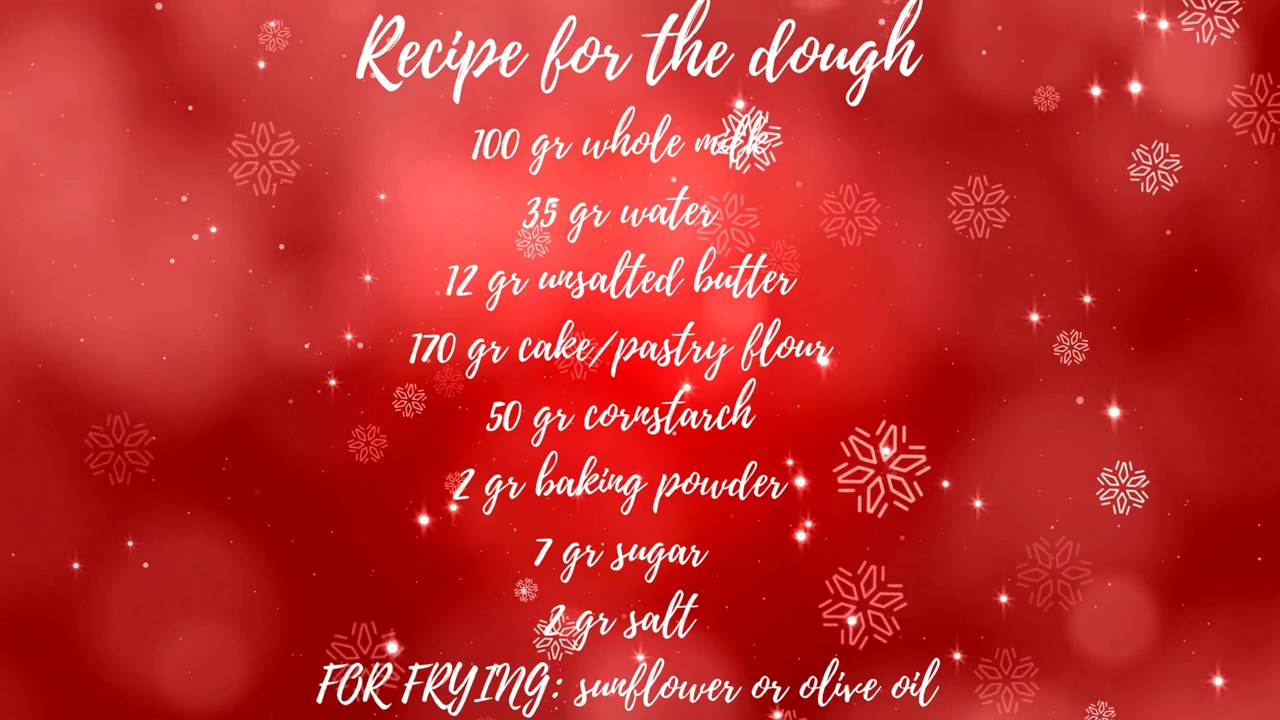 Recipe for the dough
100 gr whole milk
35 gr water
12 gr unsalted butter
170 gr cake/pastry flour
50 gr cornstarch
2 gr baking powder
7 gr sugar
2 gr salt
FOR FRYING: sunflower or olive oil